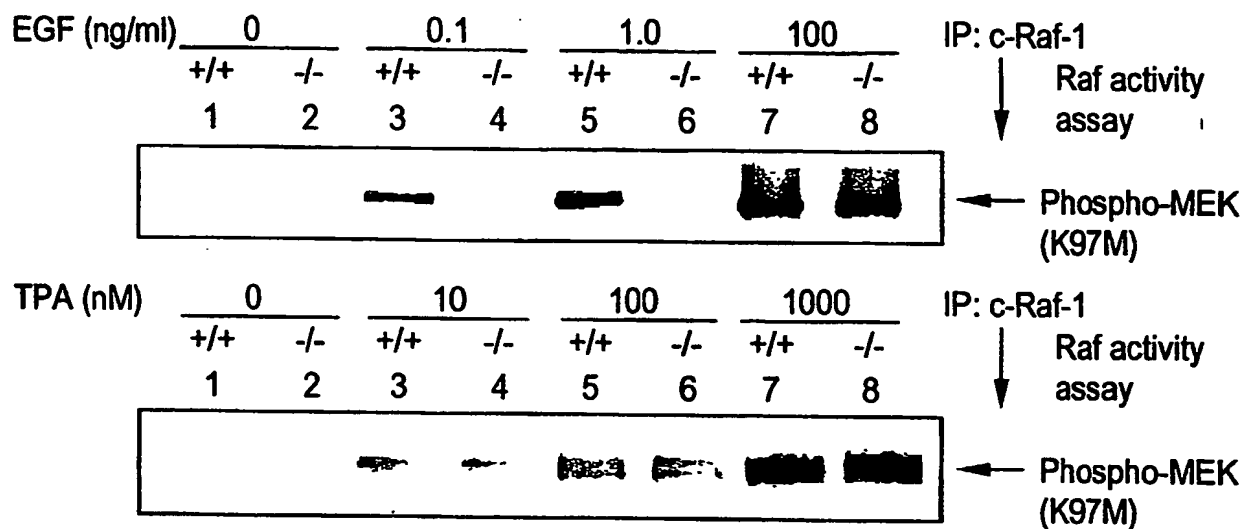 EGF (ng/ml) 0 0.1 1.0 100 IP: c-Raf-1
+/+ -/- +/+ -/- +/+ -/- +/+ -/- Raf activity
1 2 3 4 5 6 7 8 assay
Phospho-MEK
(K97M)
TPA (nM) 0 10 100 1000 IP: c-Raf-1
+/+ -/- +/+ -/- +/+ -/- +/+ -/- Raf activity
1 2 3 4 5 6 7 8 assay
Phospho-MEK
(K97M)